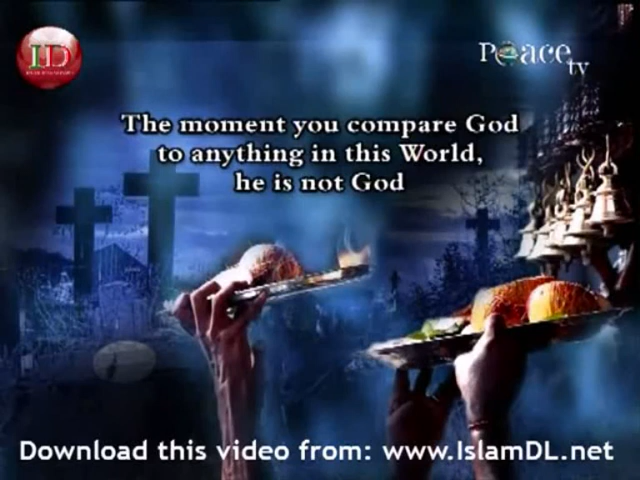 ID
Peace tv
The moment you compare God
to anything in this World,
he is not God
Download this video from: www.IslamDL.net